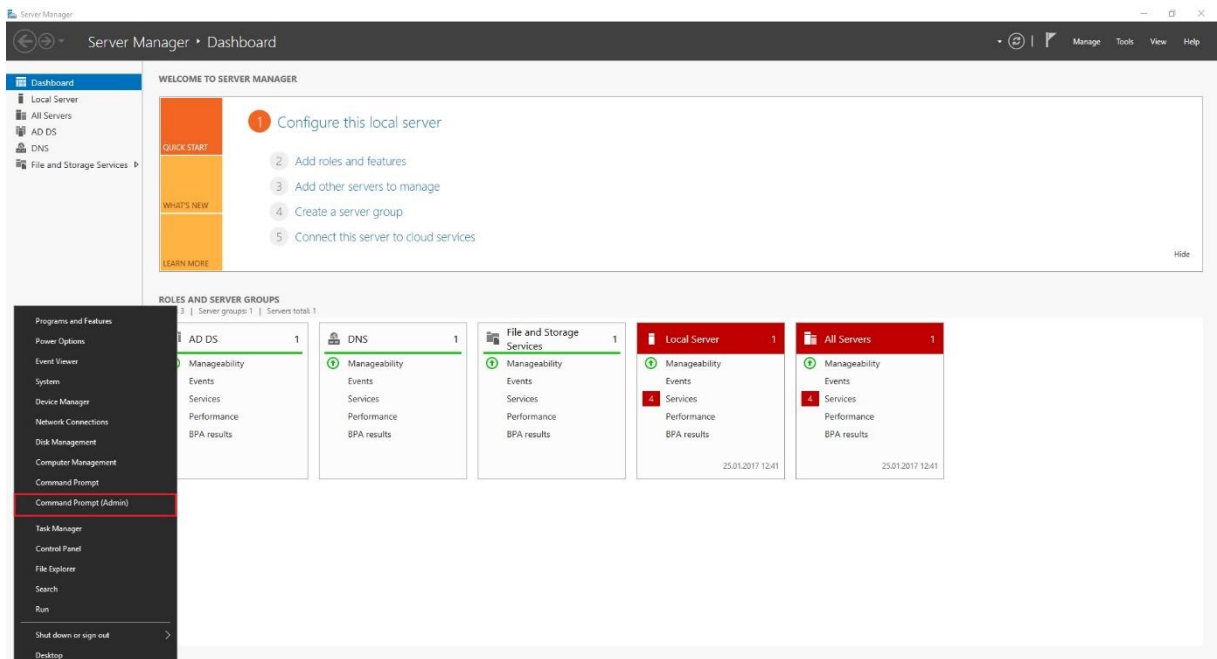 Server Manager
Server Manager • Dashboard
Manage Tools View Help
Dashboard
Local Server
All Servers
AD DS
DNS
File and Storage Services
WELCOME TO SERVER MANAGER
QUICK START
WHAT'S NEW
LEARN MORE
1 Configure this local server
2 Add roles and features
3 Add other servers to manage
4 Create a server group
5 Connect this server to cloud services
Hide
ROLES AND SERVER GROUPS
3 | Server groups: 1 | Servers total: 1
AD DS 1
Manageability
Events
Services
Performance
BPA results
DNS 1
Manageability
Events
Services
Performance
BPA results
File and Storage
Services 1
Manageability
Events
Services
Performance
BPA results
Local Server 1
Manageability
Events
4 Services
Performance
BPA results
25.01.2017 12:41
All Servers 1
Manageability
Events
4 Services
Performance
BPA results
25.01.2017 12:41
Programs and Features
Power Options
Event Viewer
System
Device Manager
Network Connections
Disk Management
Computer Management
Command Prompt
Command Prompt (Admin)
Task Manager
Control Panel
File Explorer
Search
Run
Shut down or sign out
Desktop